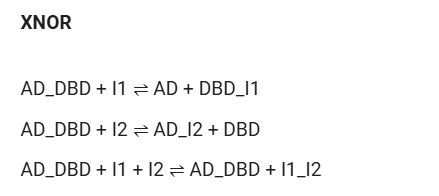 XNOR
AD_DBD + I1 ⇌ AD + DBD_I1
AD_DBD + I2 ⇌ AD_I2 + DBD
AD_DBD + I1 + I2 ⇌ AD_DBD + I1_I2